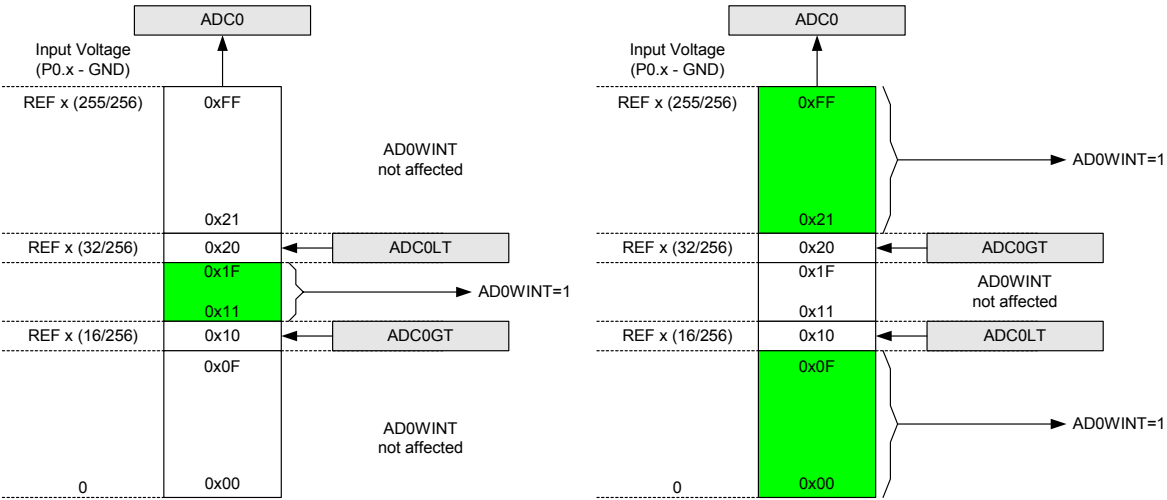 ADC0
Input Voltage
(P0.x - GND)
REF x (255/256)
0xFF
AD0WINT
not affected
0x21
REF x (32/256)
0x20
ADC0LT
0x1F
AD0WINT=1
0x11
REF x (16/256)
0x10
ADC0GT
0x0F
AD0WINT
not affected
0
0x00
ADC0
Input Voltage
(P0.x - GND)
REF x (255/256)
0xFF
AD0WINT=1
0x21
REF x (32/256)
0x20
ADC0GT
0x1F
AD0WINT
not affected
0x11
REF x (16/256)
0x10
ADC0LT
0x0F
AD0WINT=1
0
0x00